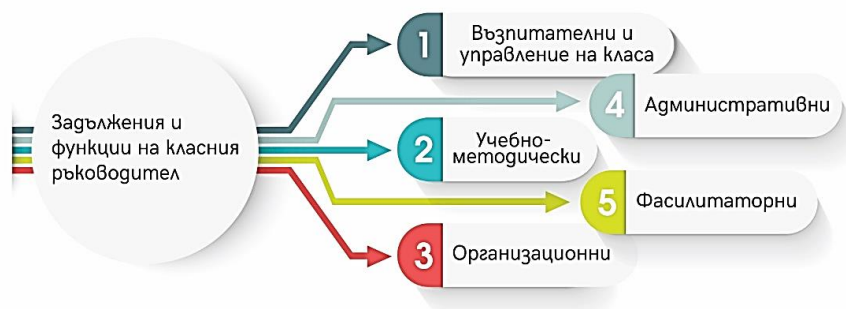 Задължения и
функции на класния
ръководител
1
Възпитателни и
управление на класа
4
Административни
2
Учебно-
методически
5
Фасилитаторни
3
Организационни